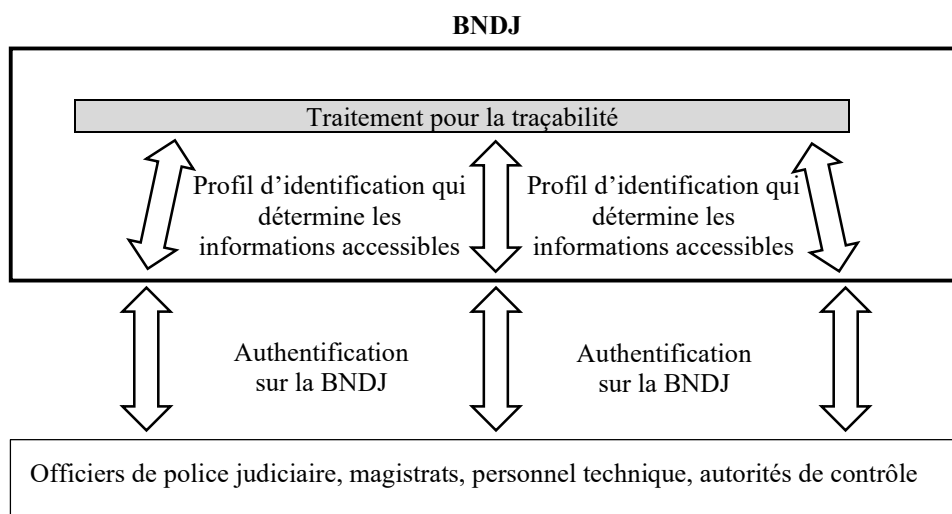 BNDJ
Traitement pour la traçabilité
Profil d’identification qui
détermine les
informations accessibles
Profil d’identification qui
détermine les
informations accessibles
Authentification
sur la BNDJ
Authentification
sur la BNDJ
Officiers de police judiciaire, magistrats, personnel technique, autorités de contrôle